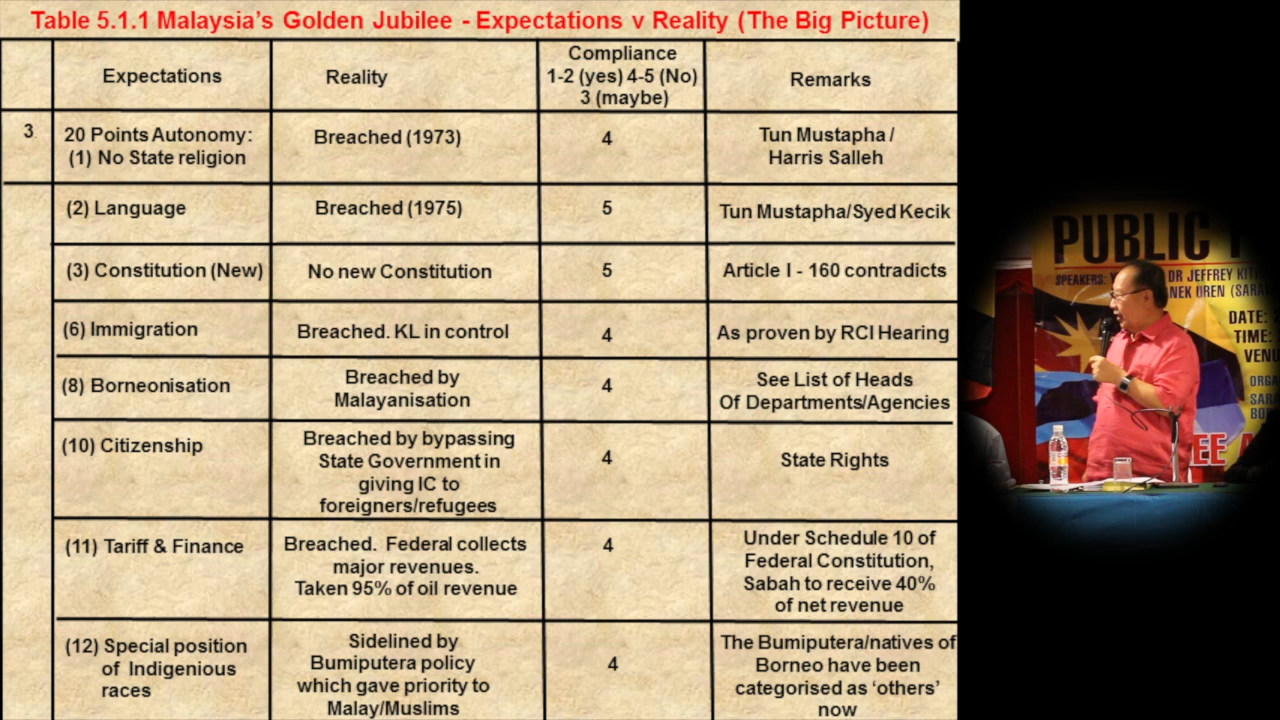 Table 5.1.1 Malaysia's Golden Jubilee - Expectations v Reality (The Big Picture)
Expectations
Reality
Compliance
1-2 (yes) 4-5 (No)
3 (maybe)
Remarks
3
20 Points Autonomy:
(1) No State religion
Breached (1973)
4
Tun Mustapha /
Harris Salleh
(2) Language
Breached (1975)
5
Tun Mustapha/Syed Kecik
(3) Constitution (New)
No new Constitution
5
Article I - 160 contradicts
(6) Immigration
Breached. KL in control
4
As proven by RCI Hearing
(8) Borneonisation
Breached by
Malayanisation
4
See List of Heads
Of Departments/Agencies
(10) Citizenship
Breached by bypassing
State Government in
giving IC to
foreigners/refugees
4
State Rights
(11) Tariff & Finance
Breached. Federal collects
major revenues.
Taken 95% of oil revenue
4
Under Schedule 10 of
Federal Constitution,
Sabah to receive 40%
of net revenue
(12) Special position
of Indigenious
races
Sidelined by
Bumiputera policy
which gave priority to
Malay/Muslims
4
The Bumiputera/natives of
Borneo have been
categorised as 'others'
now
PUBLIC
SPEAKERS:
DR JEFFREY
UREN
DATE:
TIME: